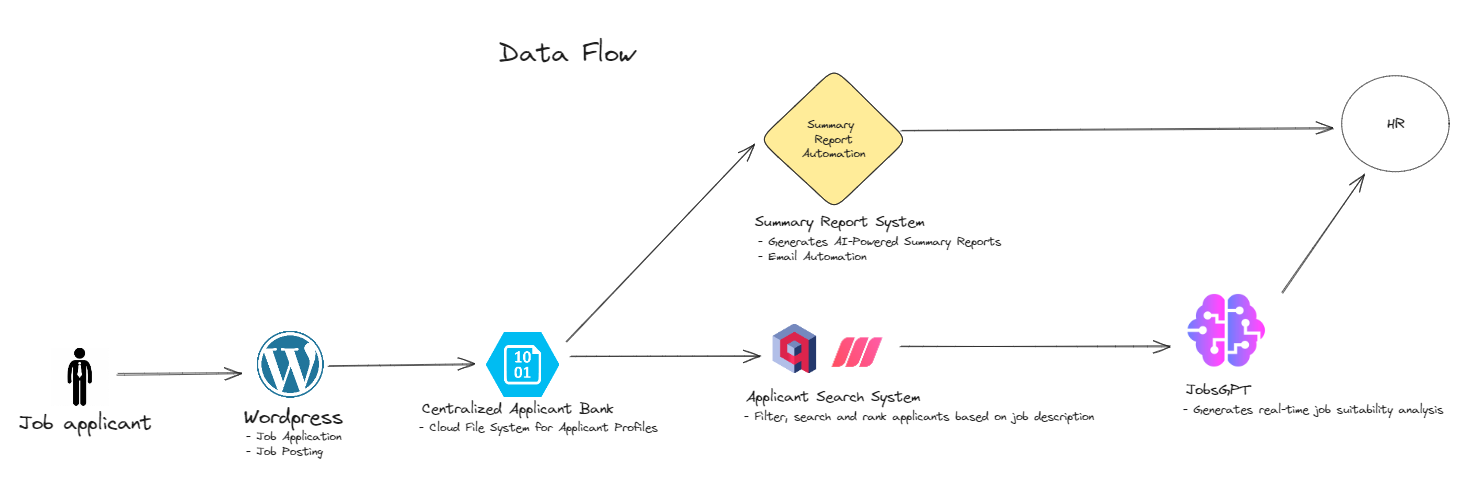 Data Flow
Summary
Report
Automation
HR
Summary Report System
- Generates AI-Powered Summary Reports
- Email Automation
Job applicant
W
Wordpress
- Job Application
- Job Posting
10
01
Centralized Applicant Bank
- Cloud File System for Applicant Profiles
Applicant Search System
- Filter, search and rank applicants based on job description
JobsGPT
- Generates real-time job suitability analysis